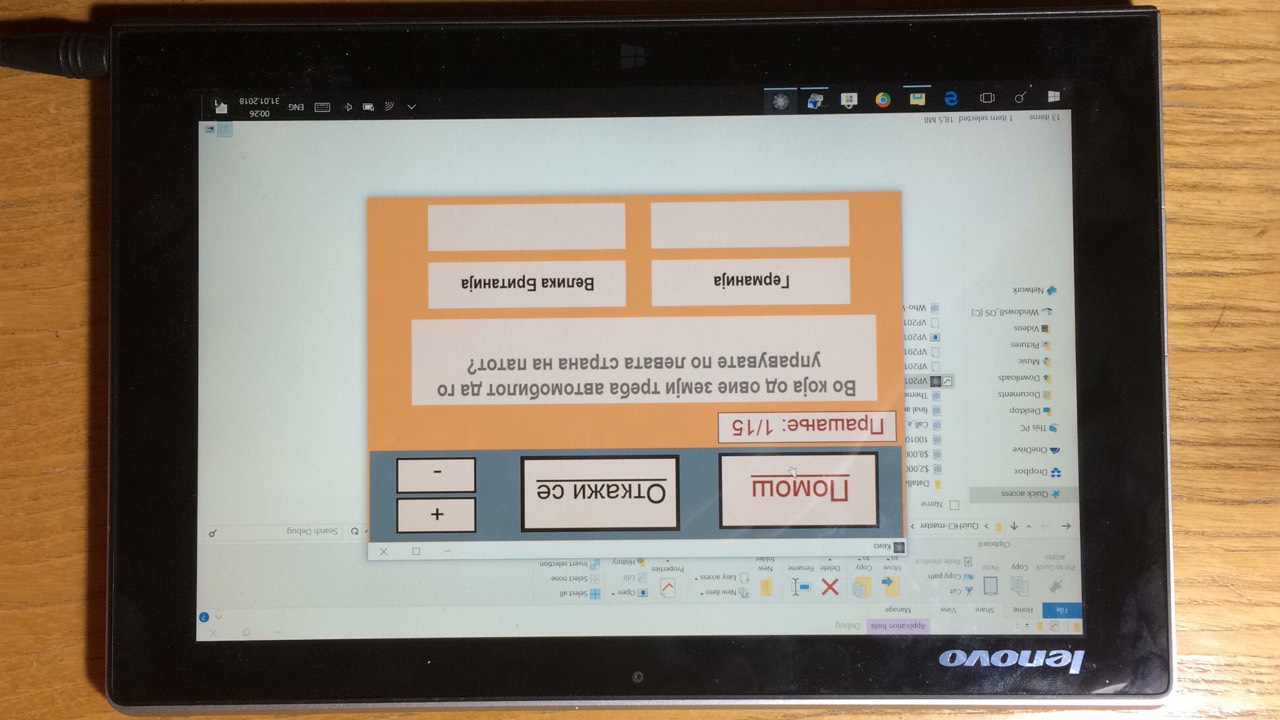 lenovo
Application Tools
Debug
File
Home
Share
View
Manage
Pin to Quick access
Copy
Paste
Cut
Copy path
Paste shortcut
Move to
Copy to
Delete
Rename
New folder
New item
Easy access
Properties
Open
Edit
History
Select all
Select none
Invert selection
Clipboard
QuizHCI-master
Search Debug
Name
Quick access
Dropbox
OneDrive
This PC
Desktop
Documents
Downloads
Music
Pictures
Videos
Windows8_OS (C:)
Network
$2,000
$8,000
10010
Call_a_
final a
Theme
VP201
VP201
VP201
VP201
VP201
Квиз
Помош
Откажи се
+
-
Прашање: 1/15
Во која од овие земји треба автомобилот да го
управувате по левата страна на патот?
Германија
Велика Британија
13 items
1 item selected 18,5 MB
ENG
00:26
31.01.2018
1